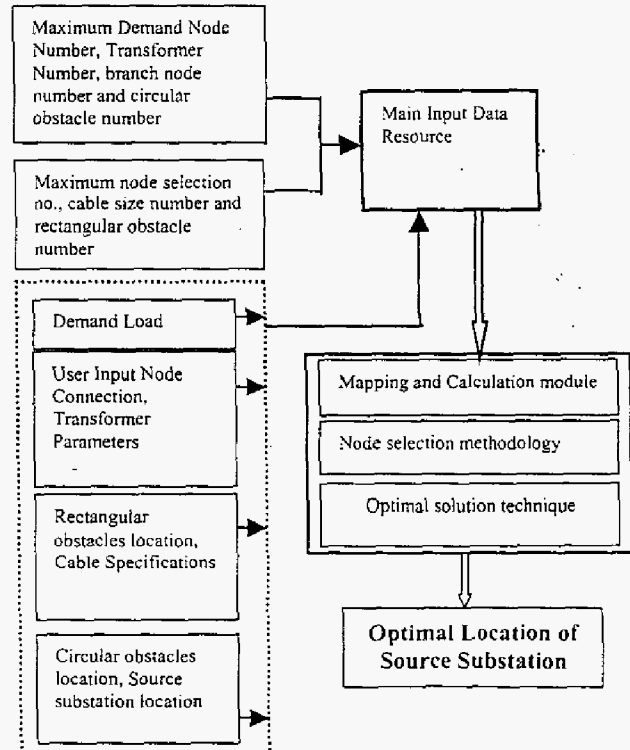 Maximum Demand Node
Number, Transformer
Number, branch node
number and circular
obstacle number
Main Input Data
Resource
Maximum node selection
no., cable size number and
rectangular obstacle
number
Demand Load
User Input Node
Connection,
Transformer
Parameters
Rectangular
obstacles location,
Cable Specifications
Circular obstacles
location, Source
substation location
Mapping and Calculation module
Node selection methodology
Optimal solution technique
Optimal Location of
Source Substation